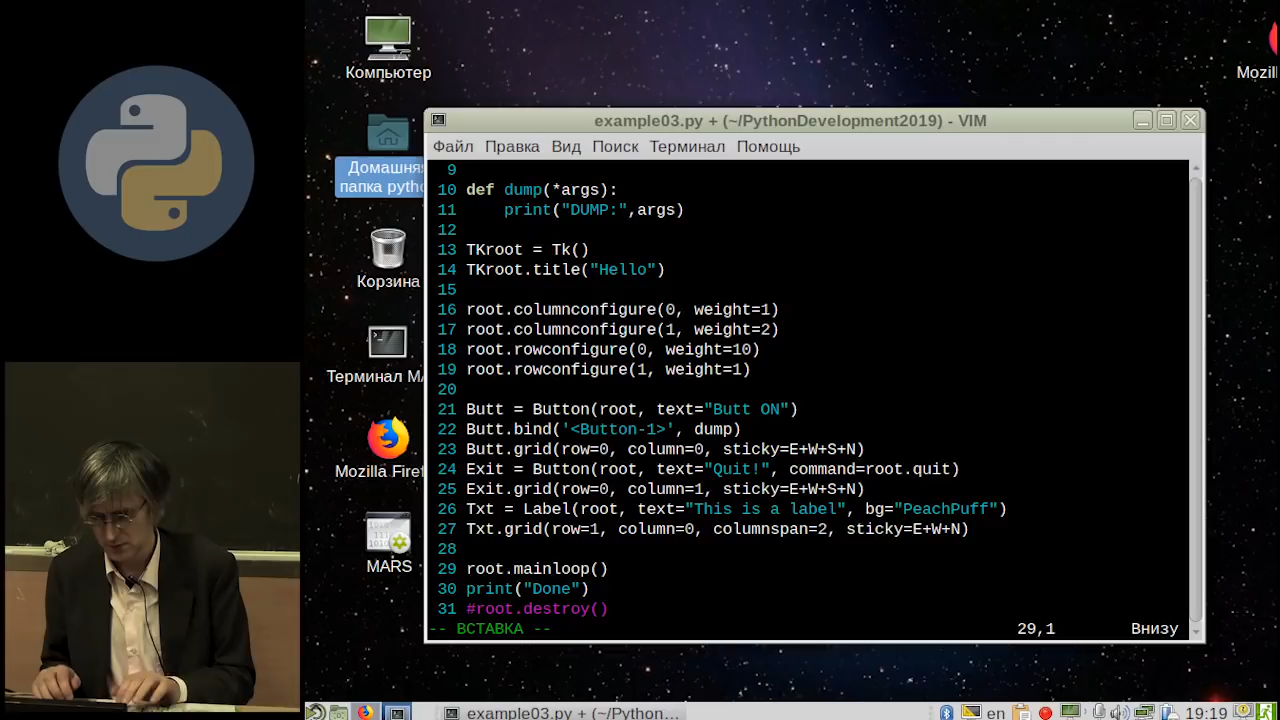 Компьютер
Mozil
example03.py + (~/PythonDevelopment2019) - VIM
Файл Правка Вид Поиск Терминал Помощь
Домашняя
папка pytho
Корзина
Терминал MA
Mozilla Firef
MARS
9
10 def dump(*args):
11     print("DUMP:",args)
12
13 TKroot = Tk()
14 TKroot.title("Hello")
15
16 root.columnconfigure(0, weight=1)
17 root.columnconfigure(1, weight=2)
18 root.rowconfigure(0, weight=10)
19 root.rowconfigure(1, weight=1)
20
21 Butt = Button(root, text="Butt ON")
22 Butt.bind('<Button-1>', dump)
23 Butt.grid(row=0, column=0, sticky=E+W+S+N)
24 Exit = Button(root, text="Quit!", command=root.quit)
25 Exit.grid(row=0, column=1, sticky=E+W+S+N)
26 Txt = Label(root, text="This is a label", bg="PeachPuff")
27 Txt.grid(row=1, column=0, columnspan=2, sticky=E+W+N)
28
29 root.mainloop()
30 print("Done")
31 #root.destroy()
-- ВСТАВКА -- 29,1 Внизу
example03.py + (~/Python... en 19:19